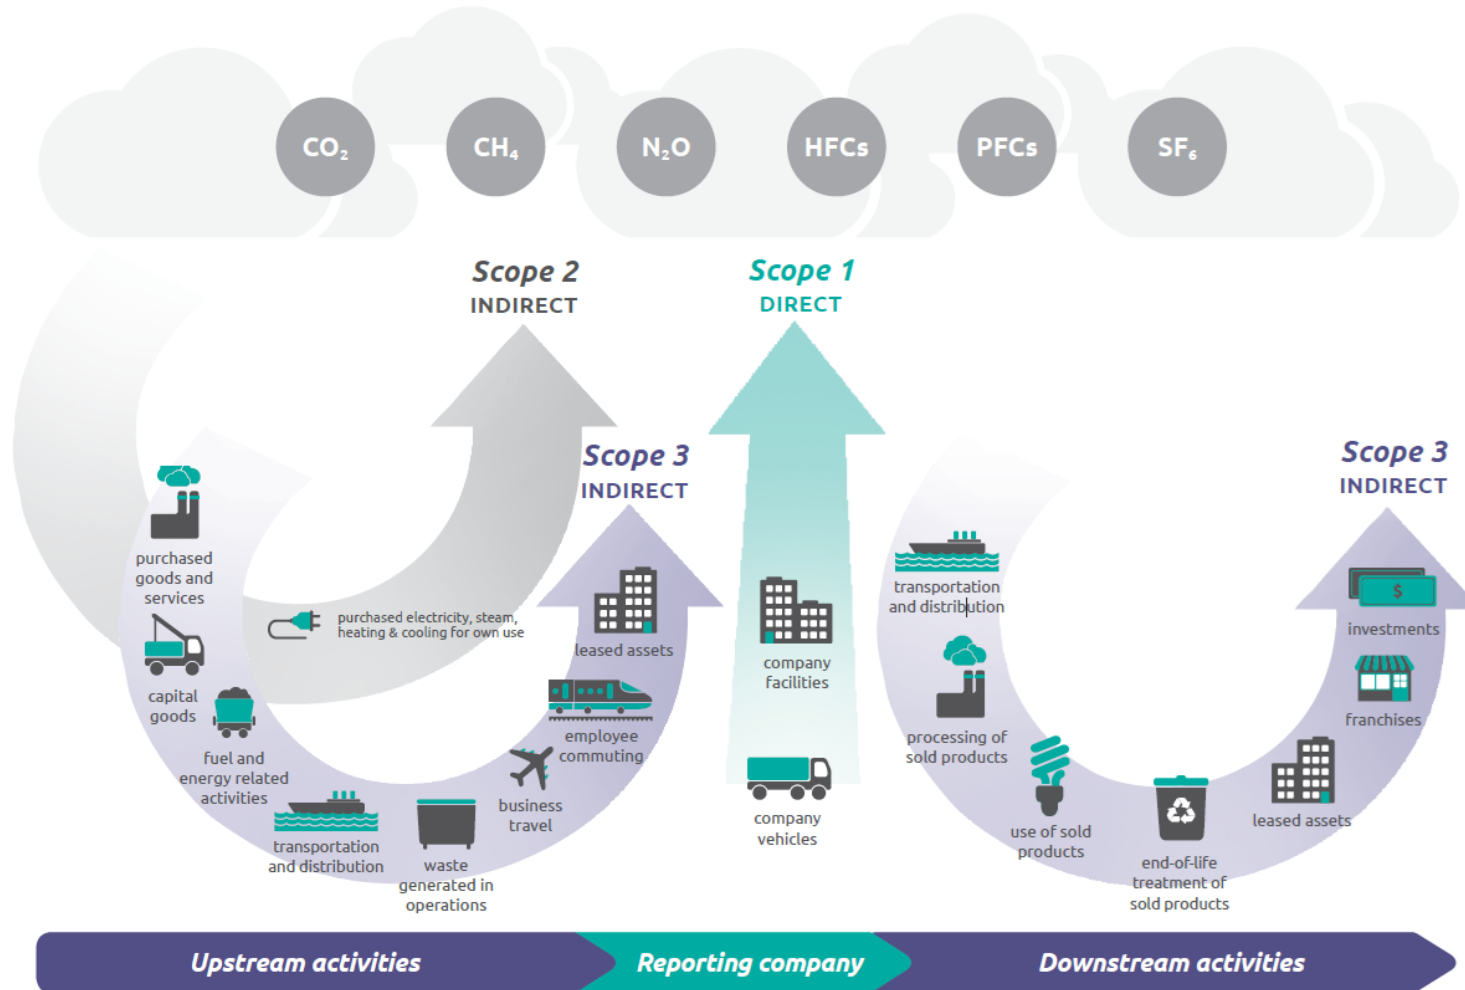 CO₂
CH₄
N₂O
HFCs
PFCs
SF₆
Scope 2
INDIRECT
Scope 1
DIRECT
Scope 3
INDIRECT
Scope 3
INDIRECT
purchased
goods and
services
capital
goods
fuel and
energy related
activities
transportation
and distribution
waste
generated in
operations
business
travel
employee
commuting
leased assets
purchased electricity, steam,
heating & cooling for own use
company
facilities
company
vehicles
transportation
and distribution
processing of
sold products
use of sold
products
end-of-life
treatment of
sold products
leased assets
franchises
$
investments
Upstream activities
Reporting company
Downstream activities